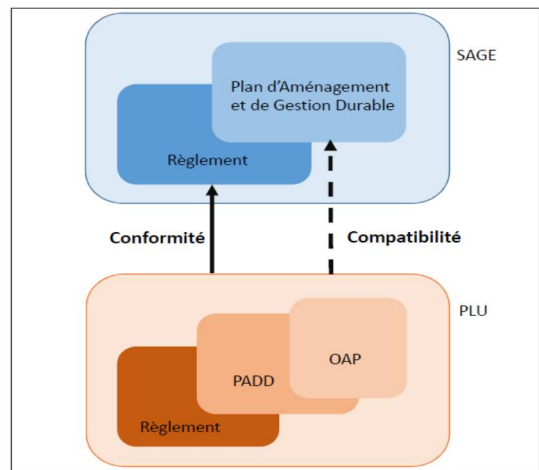 SAGE
Plan d'Aménagement
et de Gestion Durable
Règlement
Conformité
Compatibilité
PLU
OAP
PADD
Règlement